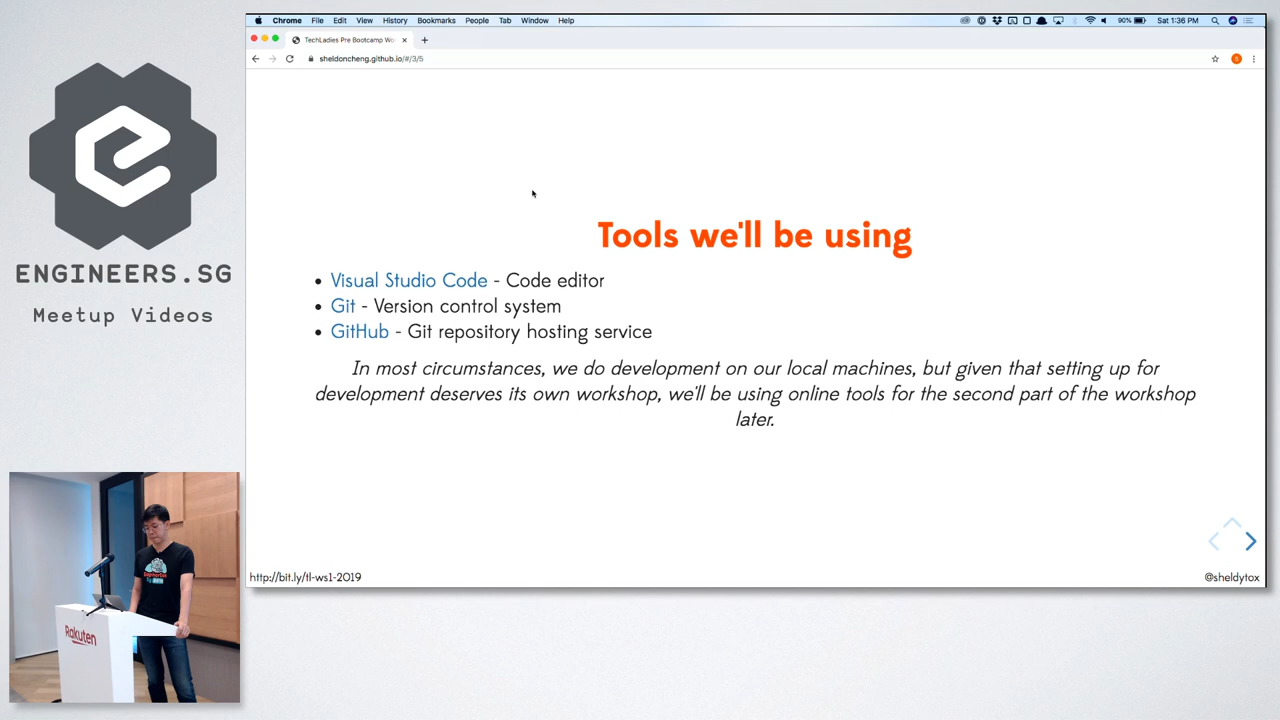 Chrome File Edit View History Bookmarks People Tab Window Help
90% Sat 1:36 PM
TechLadies Pre Bootcamp Wo
sheldoncheng.github.io/#/3/5
S
ENGINEERS.SG
Meetup Videos
Tools we'll be using
Visual Studio Code - Code editor
Git - Version control system
GitHub - Git repository hosting service
In most circumstances, we do development on our local machines, but given that setting up for
development deserves its own workshop, we'll be using online tools for the second part of the workshop
later.
http://bit.ly/tl-ws1-2019
@sheldytox
Rakuten